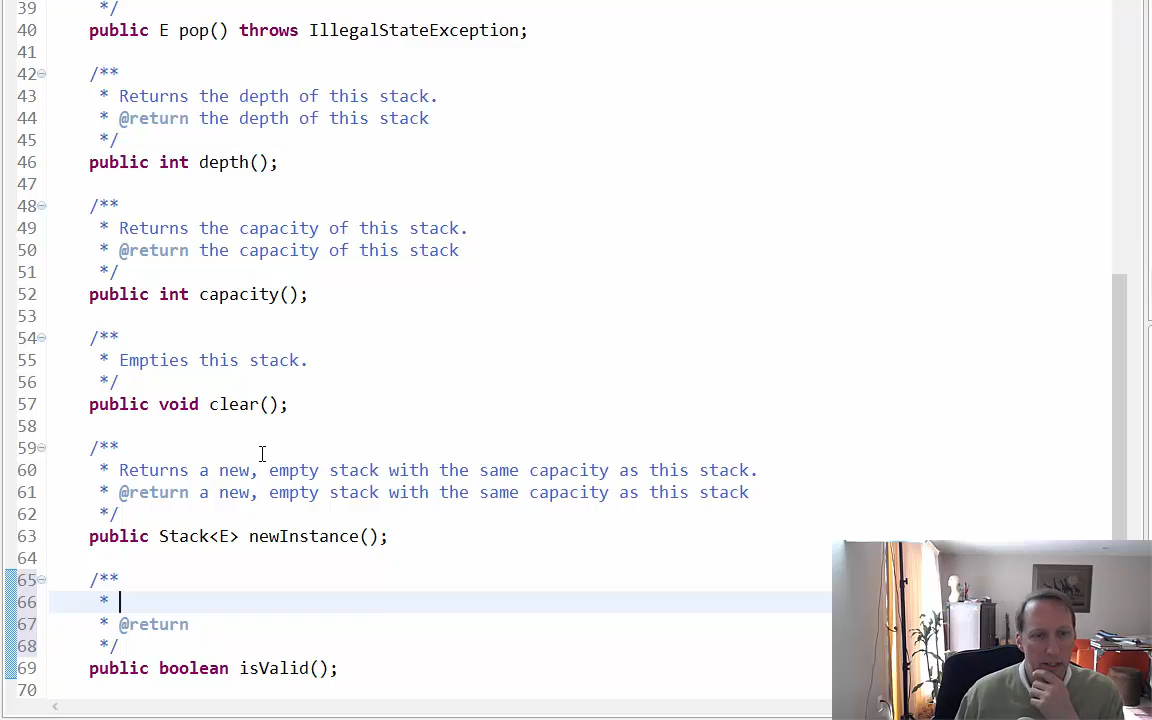 39 */
40 public E pop() throws IllegalStateException;
41
42 /**
43 * Returns the depth of this stack.
44 * @return the depth of this stack
45 */
46 public int depth();
47
48 /**
49 * Returns the capacity of this stack.
50 * @return the capacity of this stack
51 */
52 public int capacity();
53
54 /**
55 * Empties this stack.
56 */
57 public void clear();
58
59 /**
60 * Returns a new, empty stack with the same capacity as this stack.
61 * @return a new, empty stack with the same capacity as this stack
62 */
63 public Stack<E> newInstance();
64
65 /**
66 *
67 * @return
68 */
69 public boolean isValid();
70